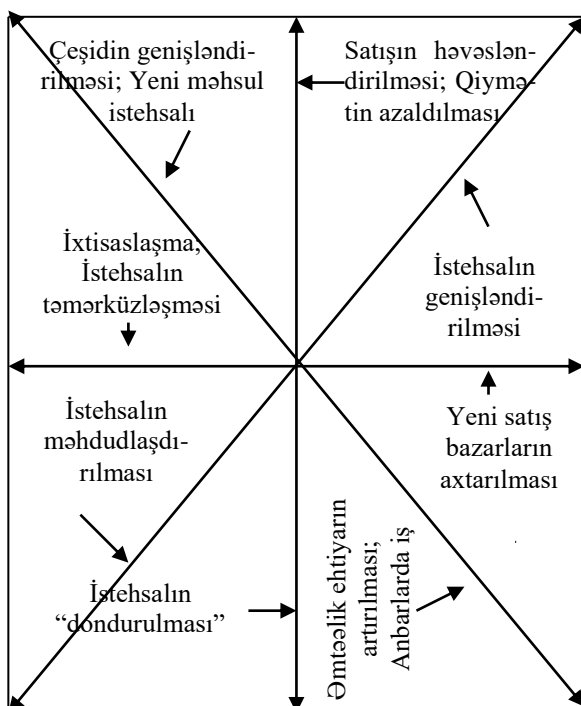 Çeşidin genişləndi-
rilməsi; Yeni məhsul
istehsalı
Satışın həvəslən-
dirilməsi; Qiymə-
tin azaldılması
İxtisaslaşma;
İstehsalın
təmərküzləşməsi
İstehsalın
genişləndi-
rilməsi
İstehsalın
məhdudlaşdı-
rılması
Yeni satış
bazarların
axtarılması
İstehsalın
“dondurulması”
Əmtəəlik ehtiyarın
artırılması;
Anbarlarda iş